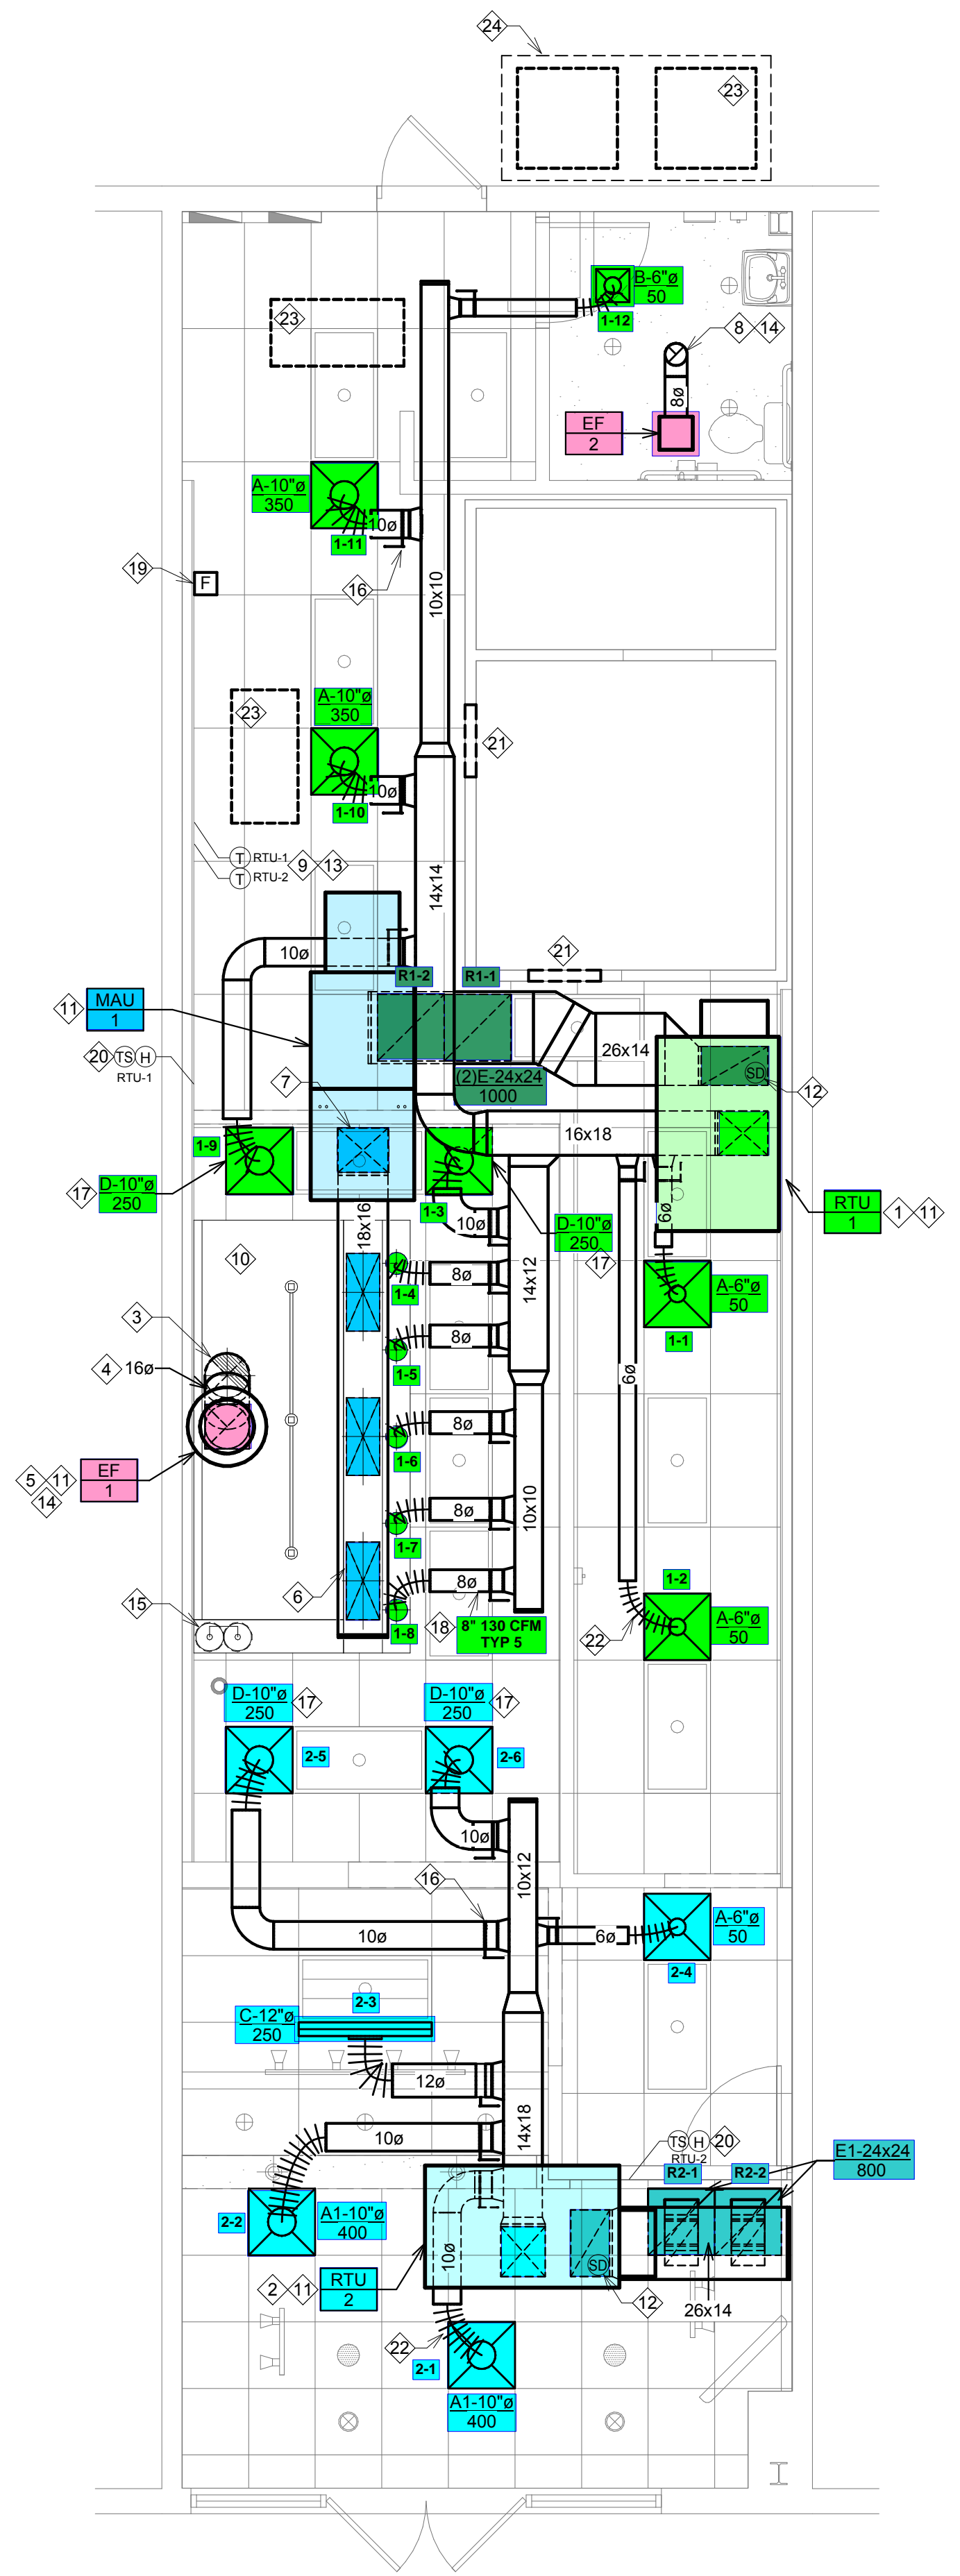 24
23
B-6"ø
50
1-12
23
8
14
8ø
EF
2
A-10"ø
350
10ø
1-11
16
19
F
10x10
A-10"ø
350
23
21
10ø
1-10
T
RTU-1
T
RTU-2
9
13
14x14
10ø
21
R1-2
R1-1
11
MAU
1
20
TS
H
RTU-1
26x14
7
(2)E-24x24
1000
SD
12
1-9
16x18
17
D-10"ø
250
1-3
10ø
18x16
D-10"ø
250
17
6ø
RTU
1
1
11
10
14x12
8ø
1-4
A-6"ø
50
1-1
3
8ø
1-5
4
16ø
6ø
8ø
1-6
5
11
14
EF
1
10x10
8ø
1-7
6
8ø
1-2
15
1-8
18
8" 130 CFM
TYP 5
A-6"ø
50
22
D-10"ø
250
17
D-10"ø
250
17
2-5
2-6
10ø
10x12
16
10ø
6ø
A-6"ø
50
2-4
2-3
C-12"ø
250
12ø
14x18
10ø
TS
H
20
RTU-2
R2-1
R2-2
E1-24x24
800
2-2
A1-10"ø
400
10ø
SD
2
11
RTU
2
12
26x14
22
2-1
A1-10"ø
400